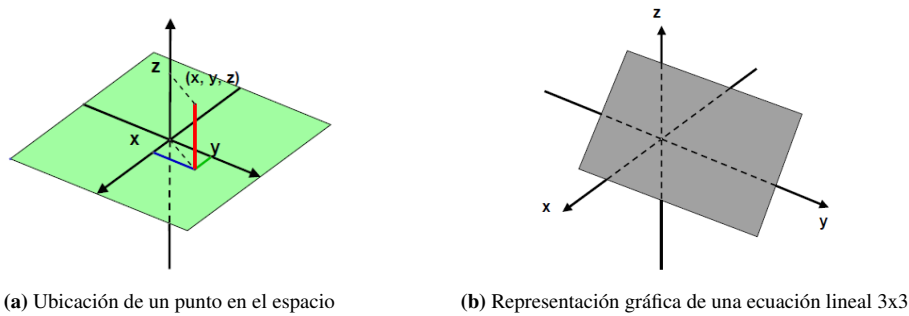 z
(x, y, z)
x
y
z
x
y
(a) Ubicación de un punto en el espacio
(b) Representación gráfica de una ecuación lineal 3x3